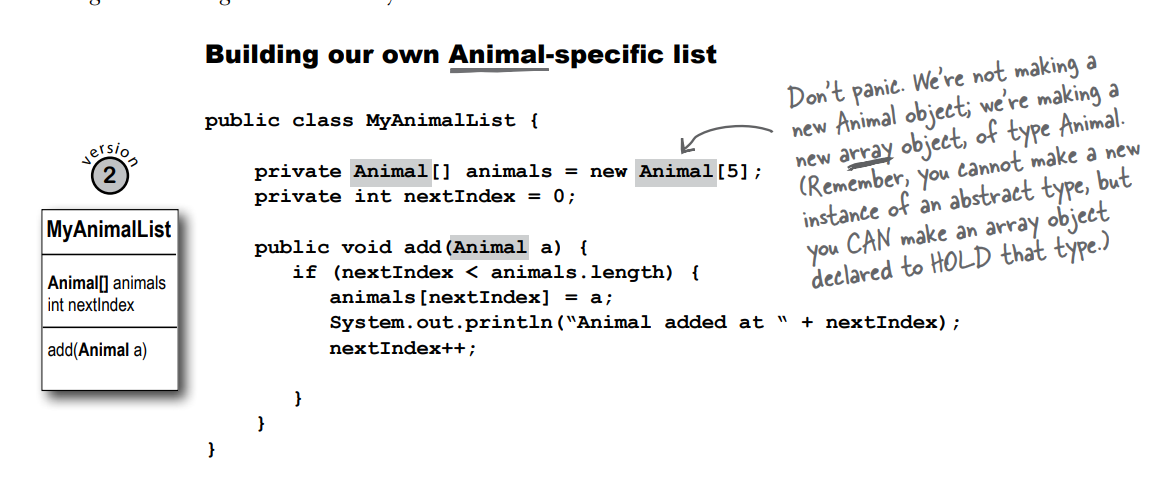 Building our own Animal-specific list
public class MyAnimalList {
private Animal[] animals = new Animal[5];
private int nextIndex = 0;
public void add(Animal a) {
if (nextIndex < animals.length) {
animals[nextIndex] = a;
System.out.println(“Animal added at “ + nextIndex);
nextIndex++;
}
}
}
Don't panic. We're not making a
new Animal object; we're making a
new array object, of type Animal.
(Remember, you cannot make a new
instance of an abstract type, but
you CAN make an array object
declared to HOLD that type.)
version
2
MyAnimalList
Animal[] animals
int nextIndex
add(Animal a)